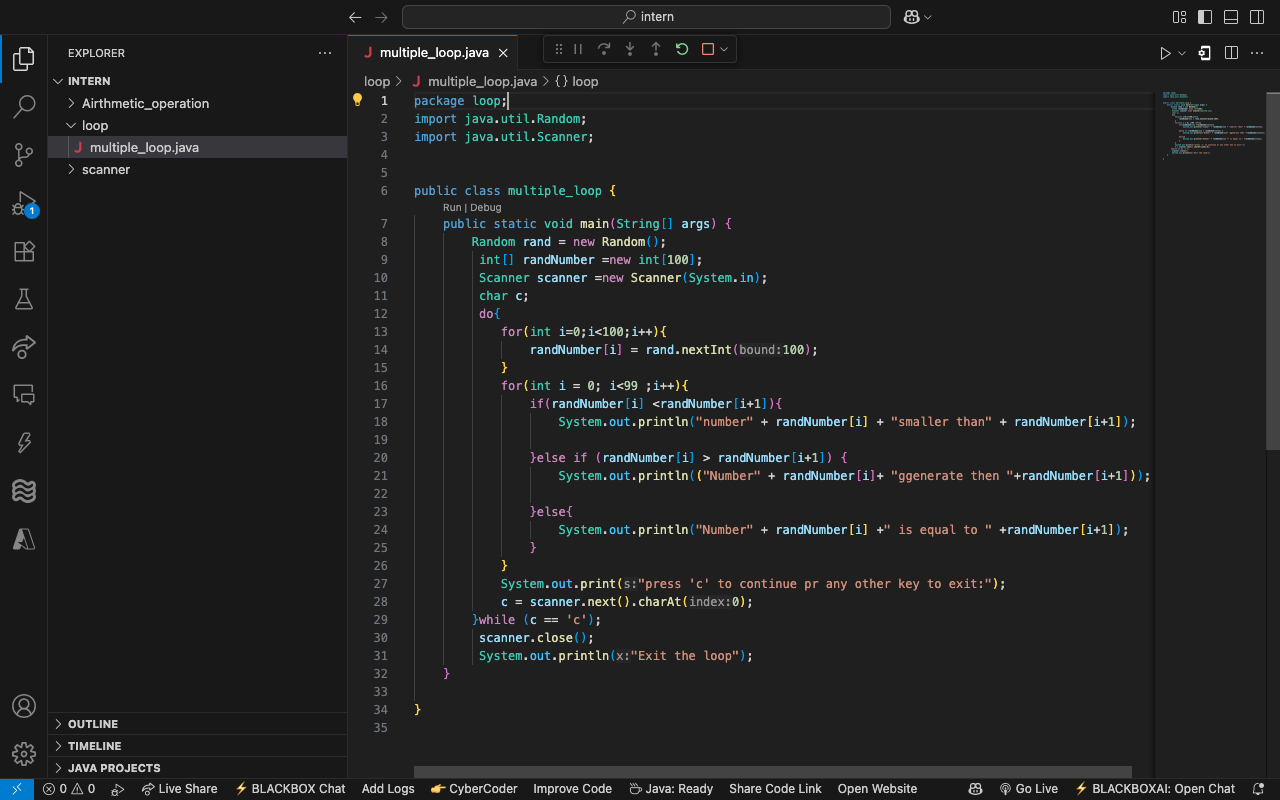 intern
EXPLORER
INTERN
Airthmetic_operation
loop
J multiple_loop.java
scanner
OUTLINE
TIMELINE
JAVA PROJECTS
1
J multiple_loop.java
loop > J multiple_loop.java > {} loop
1 package loop;
2 import java.util.Random;
3 import java.util.Scanner;
4
5
6 public class multiple_loop {
Run | Debug
7 public static void main(String[] args) {
8 Random rand = new Random();
9 int[] randNumber =new int[100];
10 Scanner scanner =new Scanner(System.in);
11 char c;
12 do{
13 for(int i=0;i<100;i++){
14 randNumber[i] = rand.nextInt(bound:100);
15 }
16 for(int i = 0; i<99 ;i++){
17 if(randNumber[i] <randNumber[i+1]){
18 System.out.println("number" + randNumber[i] + "smaller than" + randNumber[i+1]);
19
20 }else if (randNumber[i] > randNumber[i+1]) {
21 System.out.println(("Number" + randNumber[i]+ "ggenerate then "+randNumber[i+1]));
22
23 }else{
24 System.out.println("Number" + randNumber[i] +" is equal to " +randNumber[i+1]);
25 }
26 }
27 System.out.print(s:"press 'c' to continue pr any other key to exit:");
28 c = scanner.next().charAt(index:0);
29 }while (c == 'c');
30 scanner.close();
31 System.out.println(x:"Exit the loop");
32 }
33
34 }
35
0 0 Live Share BLACKBOX Chat Add Logs CyberCoder Improve Code Java: Ready Share Code Link Open Website Go Live BLACKBOXAI: Open Chat